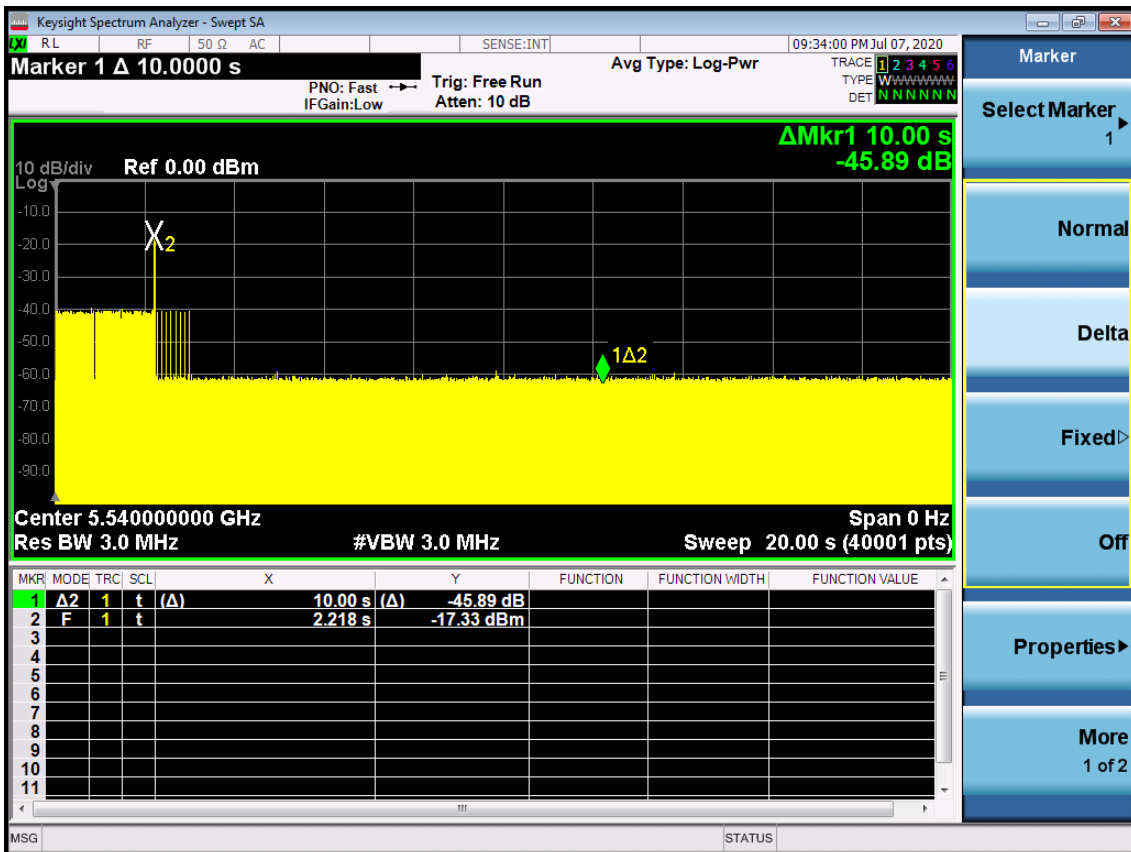 Keysight Spectrum Analyzer - Swept SA
LXI RL RF 50 Ω AC SENSE:INT 09:34:00 PM Jul 07, 2020
Marker 1 Δ 10.0000 s
PNO: Fast
IFGain:Low
Trig: Free Run
Atten: 10 dB
Avg Type: Log-Pwr
TRACE 1 2 3 4 5 6
TYPE WWWWWWW
DET N N N N N N
ΔMkr1 10.00 s
-45.89 dB
10 dB/div Ref 0.00 dBm
Log
-10.0
-20.0
-30.0
-40.0
-50.0
-60.0
-70.0
-80.0
-90.0
X2
1Δ2
Center 5.540000000 GHz Span 0 Hz
Res BW 3.0 MHz #VBW 3.0 MHz Sweep 20.00 s (40001 pts)
MKR MODE TRC SCL X Y FUNCTION FUNCTION WIDTH FUNCTION VALUE
1 Δ2 1 t (Δ) 10.00 s (Δ) -45.89 dB
2 F 1 t 2.218 s -17.33 dBm
3
4
5
6
7
8
9
10
11
MSG STATUS
Marker
Select Marker
1
Normal
Delta
Fixed
Off
Properties
More
1 of 2